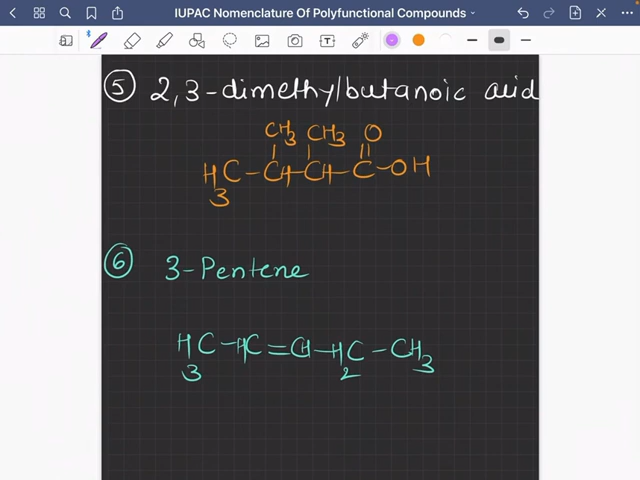 IUPAC Nomenclature Of Polyfunctional Compounds
5 2,3-dimethylbutanoic acid
CH3 CH3 O
H3C-CH-CH-C-OH
6 3-Pentene
H3C-HC=CH-H2C-CH3